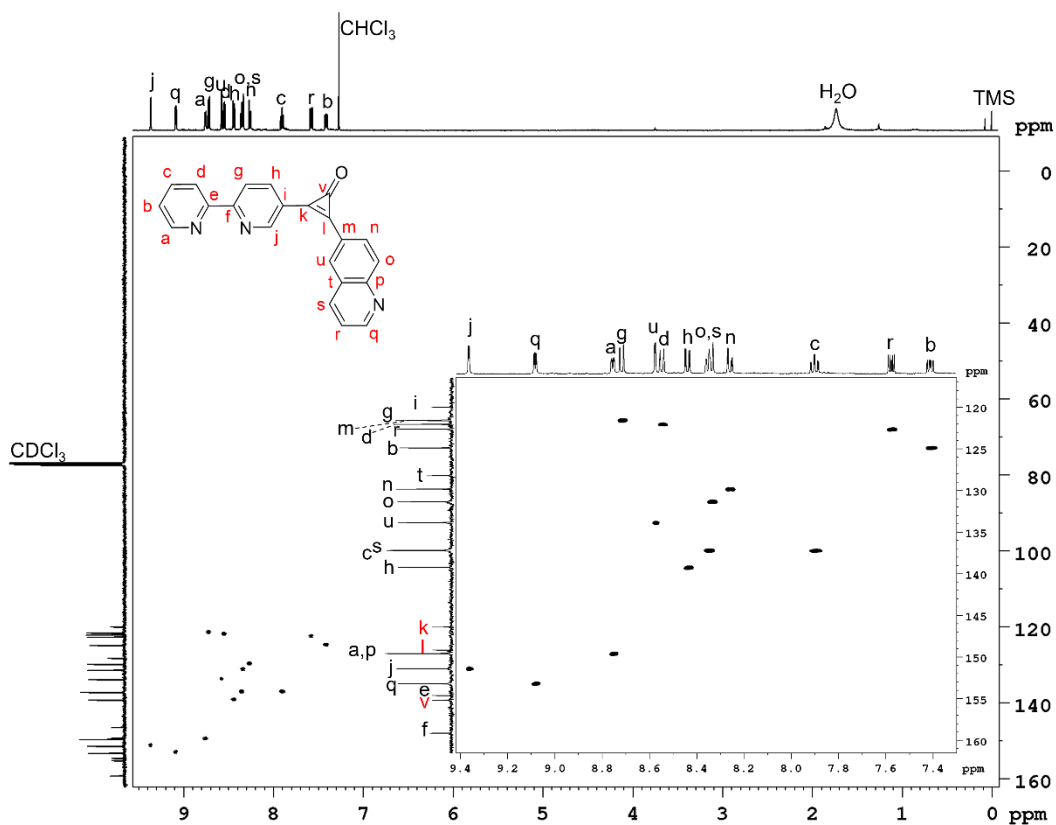 CHCl3
j q a g u d h o,s n c r b
H2O
TMS
ppm
0
20
40
60
80
100
120
140
160
c d g h v O
b e f i k l m n
a N N j u o
t p
s N
r q
CDCl3
j q a g u d h o,s n c r b
ppm
i
g
m d r
b
t
n
o
u
c s
h
k
l
a,p
j
q
e
v
f
120
125
130
135
140
145
150
155
160
9.4 9.2 9.0 8.8 8.6 8.4 8.2 8.0 7.8 7.6 7.4 ppm
9 8 7 6 5 4 3 2 1 0 ppm